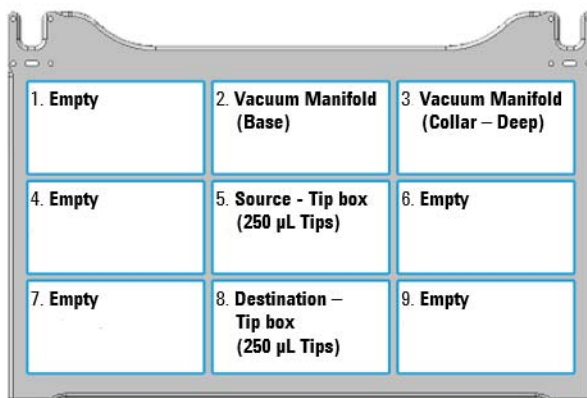 1. Empty
2. Vacuum Manifold
(Base)
3. Vacuum Manifold
(Collar – Deep)
4. Empty
5. Source - Tip box
(250 µL Tips)
6. Empty
7. Empty
8. Destination –
Tip box
(250 µL Tips)
9. Empty